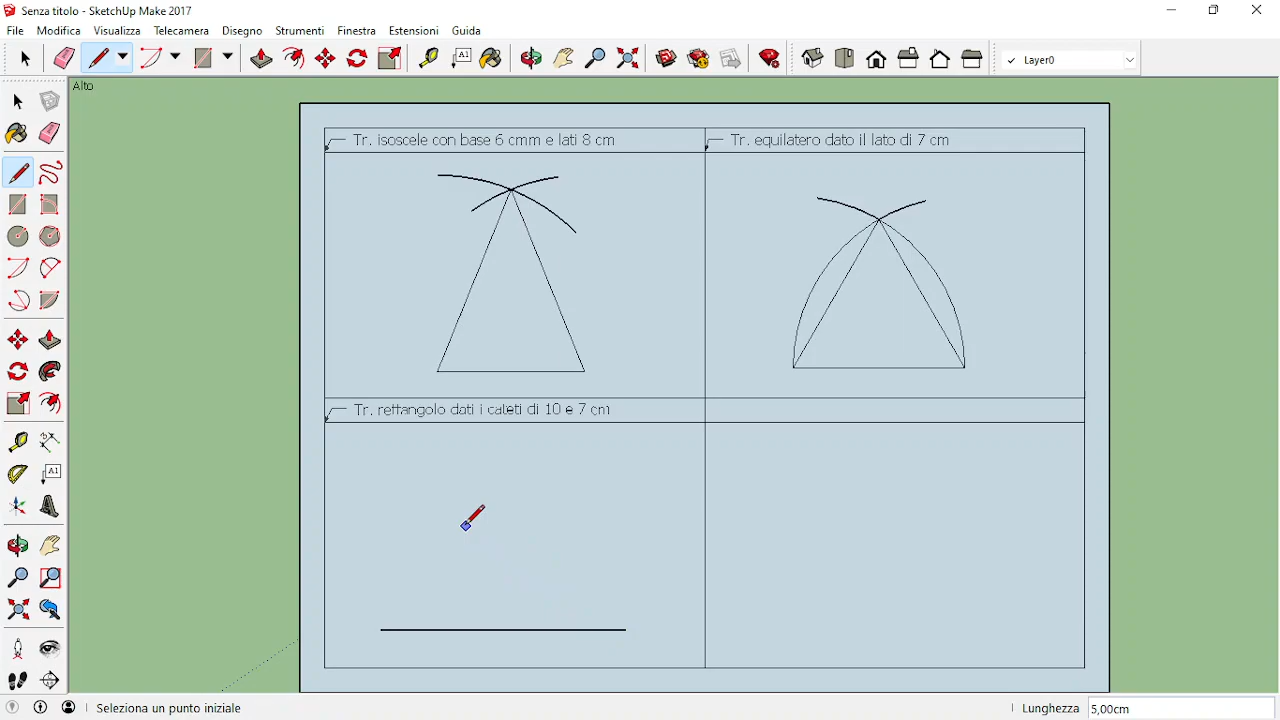 Senza titolo - SketchUp Make 2017
File Modifica Visualizza Telecamera Disegno Strumenti Finestra Estensioni Guida
A1
Layer0
Alto
Tr. isoscele con base 6 cmm e lati 8 cm
Tr. equilatero dato il lato di 7 cm
Tr. rettangolo dati i cateti di 10 e 7 cm
A1
Seleziona un punto iniziale
Lunghezza 5,00cm